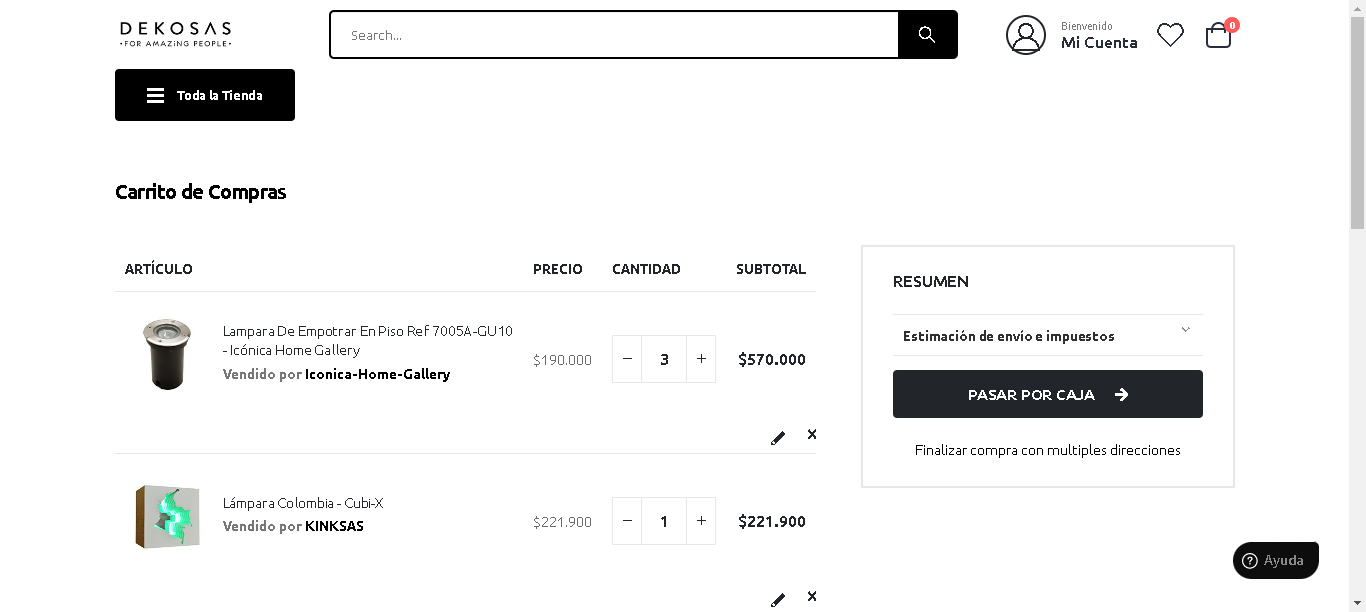 DEKOSAS
•FOR AMAZING PEOPLE•
Search...
Bienvenido
Mi Cuenta
0
Toda la Tienda
Carrito de Compras
ARTÍCULO PRECIO CANTIDAD SUBTOTAL
Lampara De Empotrar En Piso Ref 7005A-GU10
- Icónica Home Gallery
Vendido por Iconica-Home-Gallery
$190.000 − 3 + $570.000
Lámpara Colombia - Cubi-X
Vendido por KINKSAS
$221.900 − 1 + $221.900
RESUMEN
Estimación de envío e impuestos
PASAR POR CAJA
Finalizar compra con multiples direcciones
Ayuda